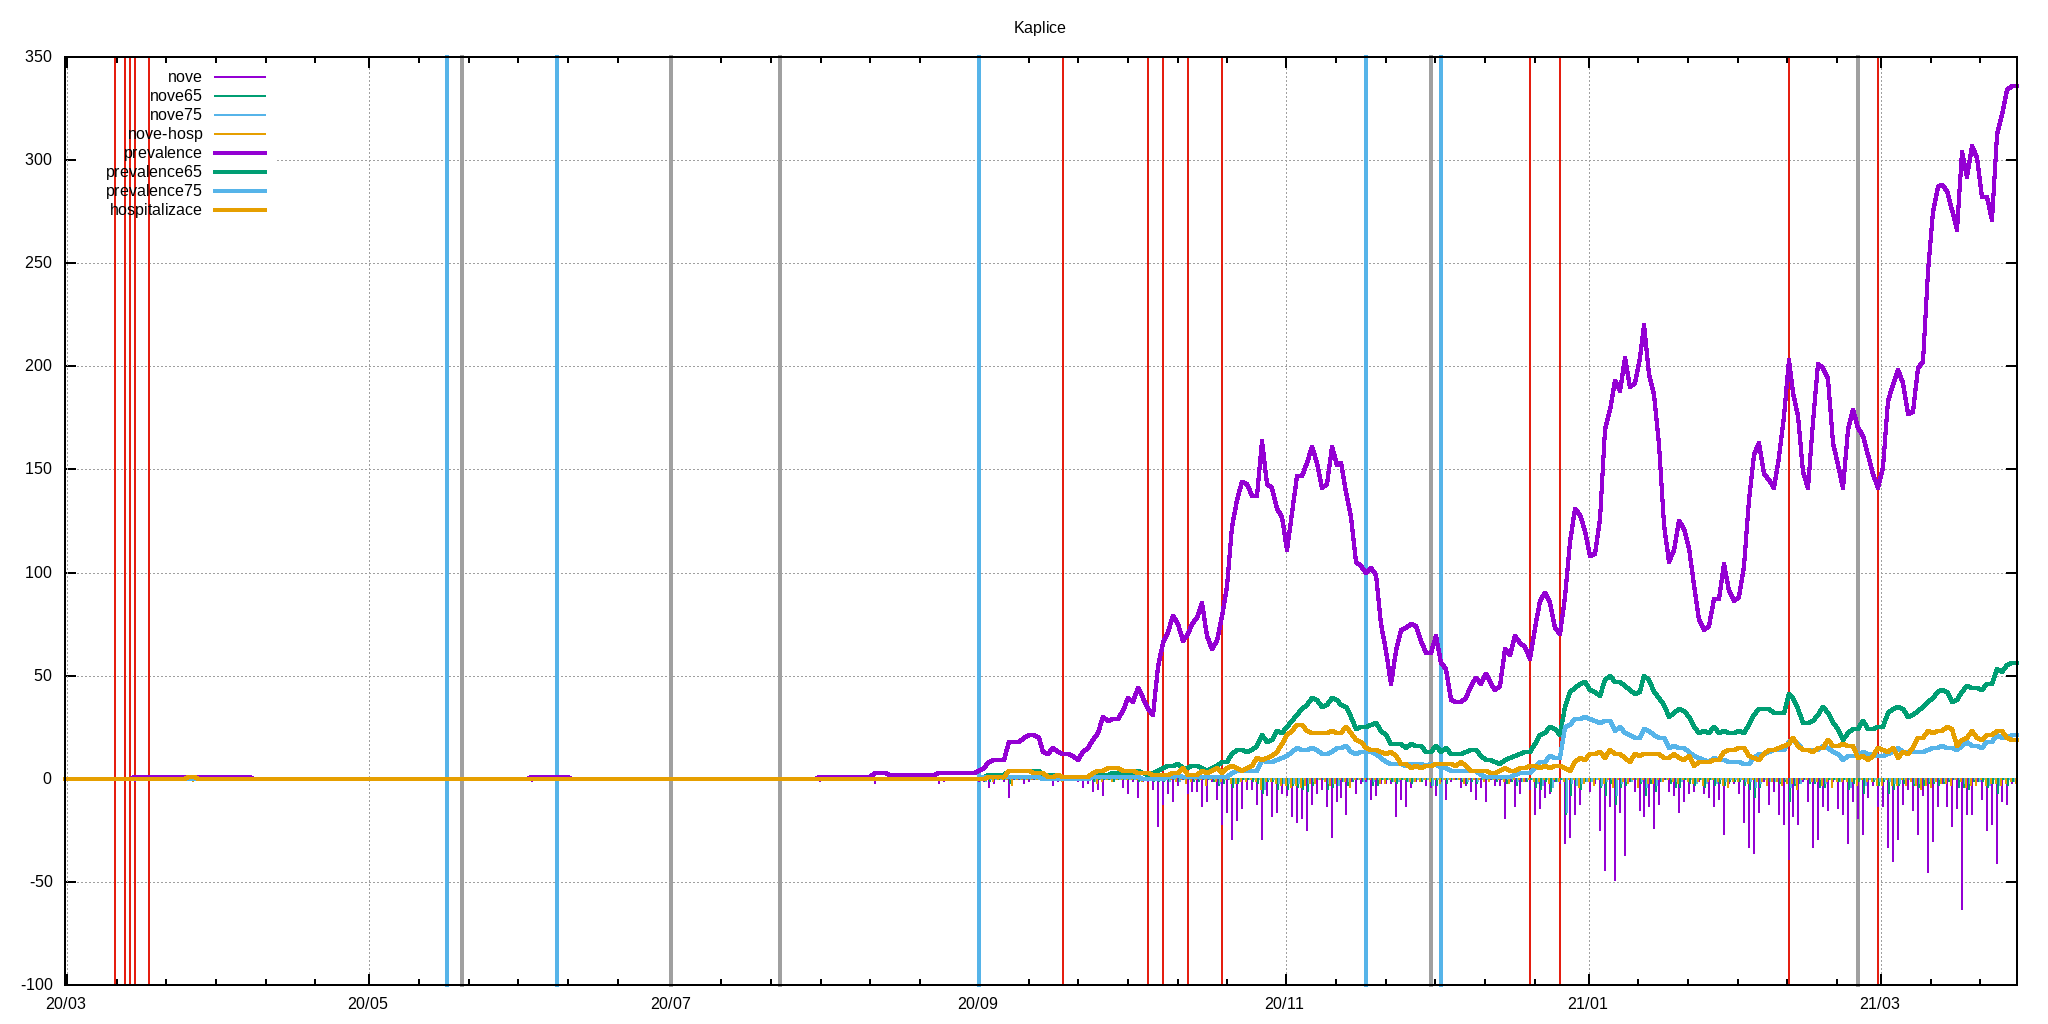 Kaplice
350
300
250
200
150
100
50
0
-50
-100
nove
nove65
nove75
nove-hosp
prevalence
prevalence65
prevalence75
hospitalizace
20/03 20/05 20/07 20/09 20/11 21/01 21/03